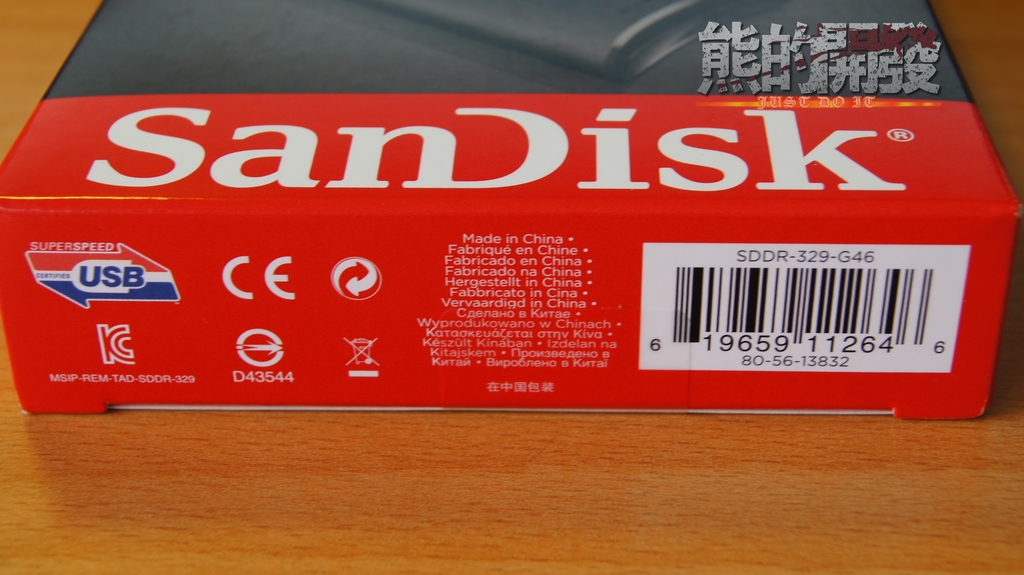 熊的爆發
JUST DO IT
SanDisk®
SUPERSPEED
CERTIFIED USB
CE
MSIP-REM-TAD-SDDR-329
D43544
Made in China •
Fabriqué en Chine •
Fabricado en China •
Fabricado na China •
Hergestellt in China •
Fabbricato in Cina •
Vervaardigd in China •
Сделано в Китае •
Wyprodukowano w Chinach •
Κατασκευάζεται στην Κίνα
Készült Kínában • Izdelan na
Kitajskem • Произведено в
Китай • Вироблено в Китаї
在中国包装
SDDR-329-G46
6 19659 11264 6
80-56-13832